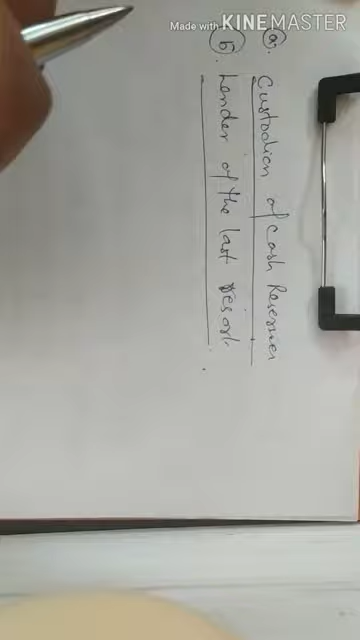 Made with KINEMASTER
a. Custodian of Cash Reserves
b. Lender of the last resort.